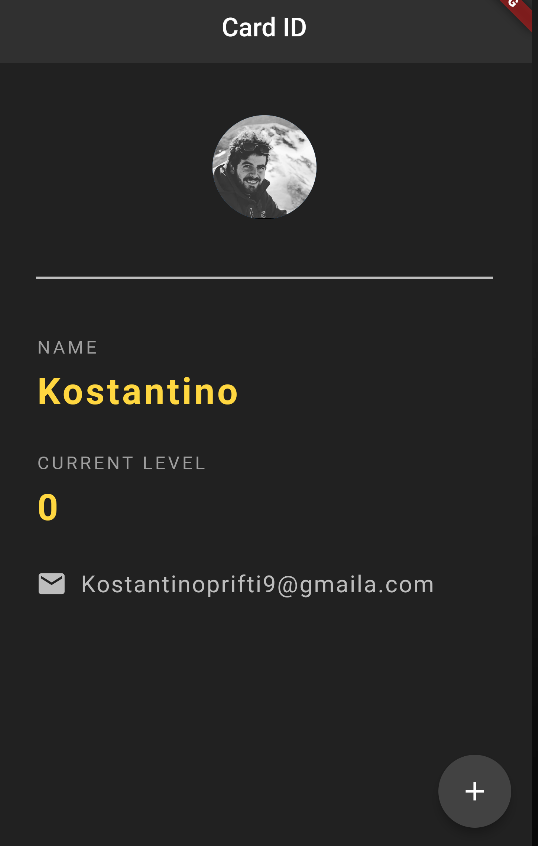 Card ID
NAME
Kostantino
CURRENT LEVEL
0
Kostantinoprifti9@gmaila.com